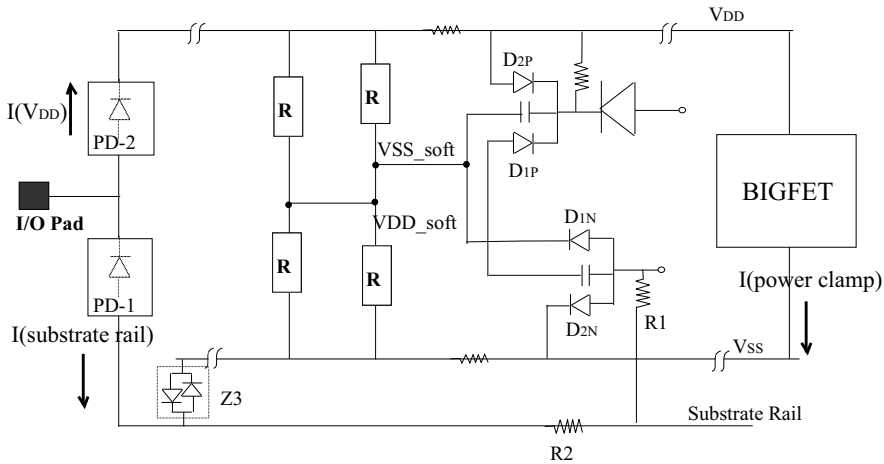 VDD
D2P
I(VDD)
PD-2
R
R
VSS_soft
D1P
I/O Pad
VDD_soft
BIGFET
D1N
PD-1
R
R
I(power clamp)
I(substrate rail)
D2N
R1
VSS
Z3
Substrate Rail
R2